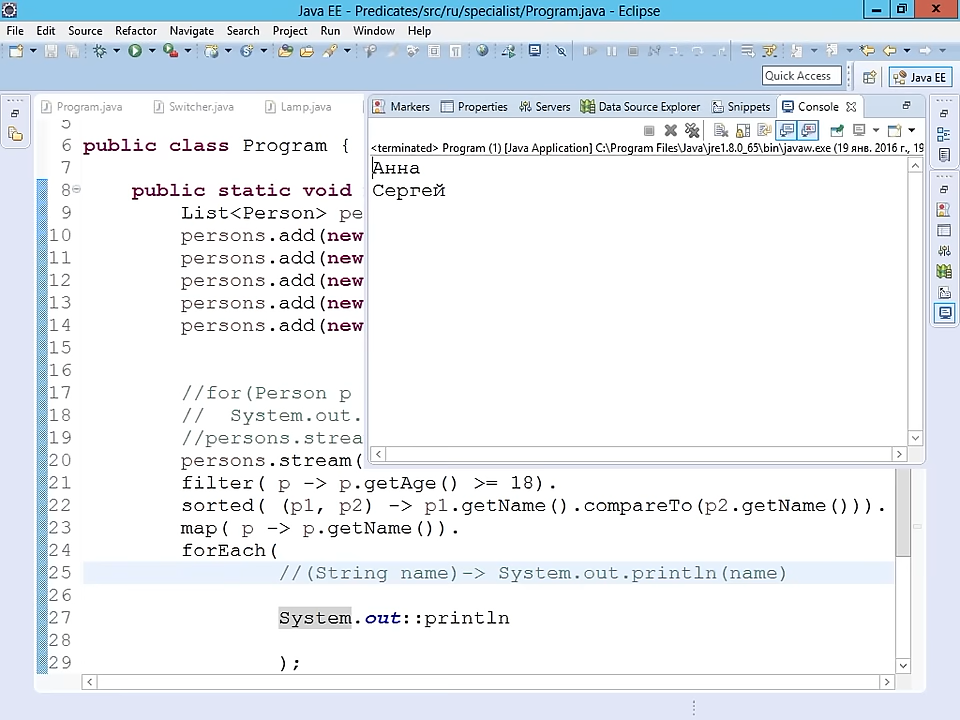 Java EE - Predicates/src/ru/specialist/Program.java - Eclipse
File Edit Source Refactor Navigate Search Project Run Window Help
Quick Access
Java EE
Program.java Switcher.java Lamp.java
Markers Properties Servers Data Source Explorer Snippets Console
<terminated> Program (1) [Java Application] C:\Program Files\Java\jre1.8.0_65\bin\javaw.exe (19 янв. 2016 г., 19
Анна
Сергей
5
6 public class Program {
7
8 public static void
9 List<Person> pe
10 persons.add(new
11 persons.add(new
12 persons.add(new
13 persons.add(new
14 persons.add(new
15
16
17 //for(Person p
18 // System.out.
19 //persons.strea
20 persons.stream(
21 filter( p -> p.getAge() >= 18).
22 sorted( (p1, p2) -> p1.getName().compareTo(p2.getName())).
23 map( p -> p.getName()).
24 forEach(
25 //(String name)-> System.out.println(name)
26
27 System.out::println
28
29 );